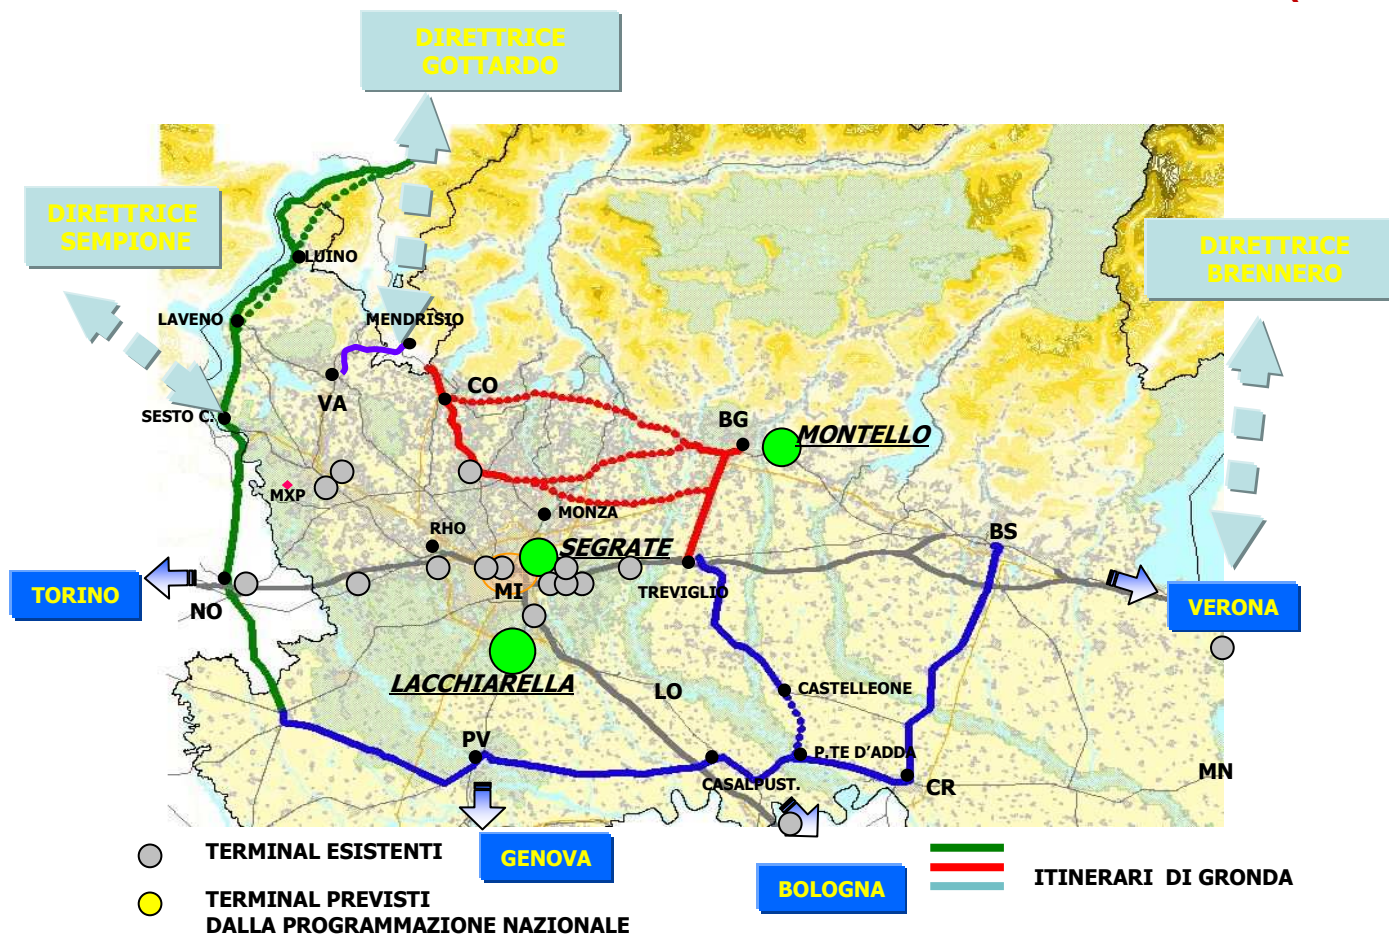 DIRETTRICE
GOTTARDO
DIRETTRICE
SEMPIONE
DIRETTRICE
BRENNERO
LUINO
LAVENO
MENDRISIO
VA
CO
SESTO C.
BG
MONTELLO
MXP
MONZA
RHO
SEGRATE
BS
MI
TREVIGLIO
TORINO
NO
VERONA
LACCHIARELLA
LO
CASTELLEONE
PV
P.TE D'ADDA
CASALPUST.
CR
MN
TERMINAL ESISTENTI
GENOVA
BOLOGNA
ITINERARI DI GRONDA
TERMINAL PREVISTI
DALLA PROGRAMMAZIONE NAZIONALE